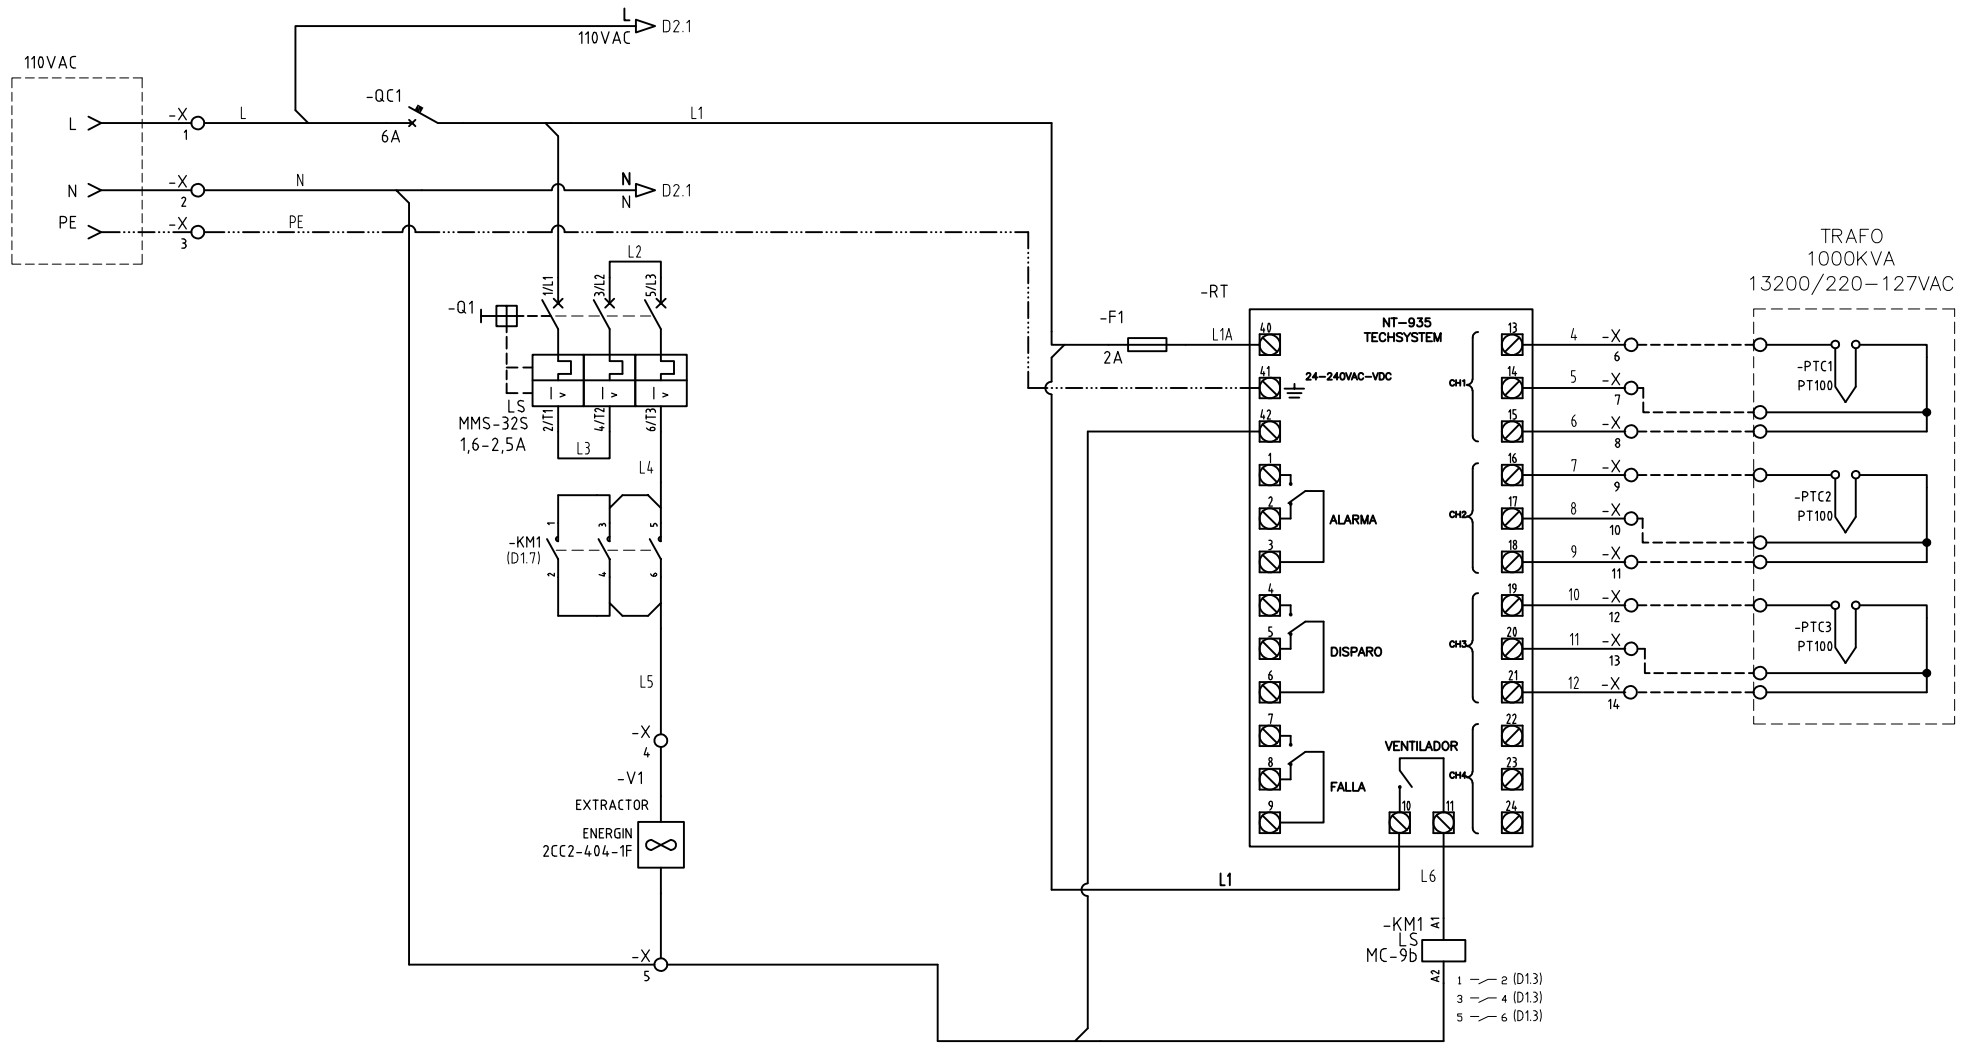 L
110VAC
D2.1
110VAC
L
-X
1
L
-QC1
6A
L1
N
-X
2
N
N
N
D2.1
PE
-X
3
PE
L2
1/L1
3/L2
5/L3
-Q1
LS
MMS-32S
1,6-2,5A
I >
I >
I >
2/T1
4/T2
6/T3
L3
L4
-KM1
(D1.7)
1
3
5
2
4
6
L5
-X
4
-V1
EXTRACTOR
ENERGIN
2CC2-404-1F
-X
5
-RT
-F1
2A
L1A
NT-935
TECHSYSTEM
24-240VAC-VDC
40
41
42
1
2
3
ALARMA
4
5
6
DISPARO
7
8
9
FALLA
VENTILADOR
10
11
CH1
CH2
CH3
CH4
13
14
15
16
17
18
19
20
21
22
23
24
L1
L6
-KM1
LS
MC-9b
A1
A2
1 2 (D1.3)
3 4 (D1.3)
5 6 (D1.3)
4 -X
6
5 -X
7
6 -X
8
7 -X
9
8 -X
10
9 -X
11
10 -X
12
11 -X
13
12 -X
14
TRAFO
1000KVA
13200/220-127VAC
-PTC1
PT100
-PTC2
PT100
-PTC3
PT100